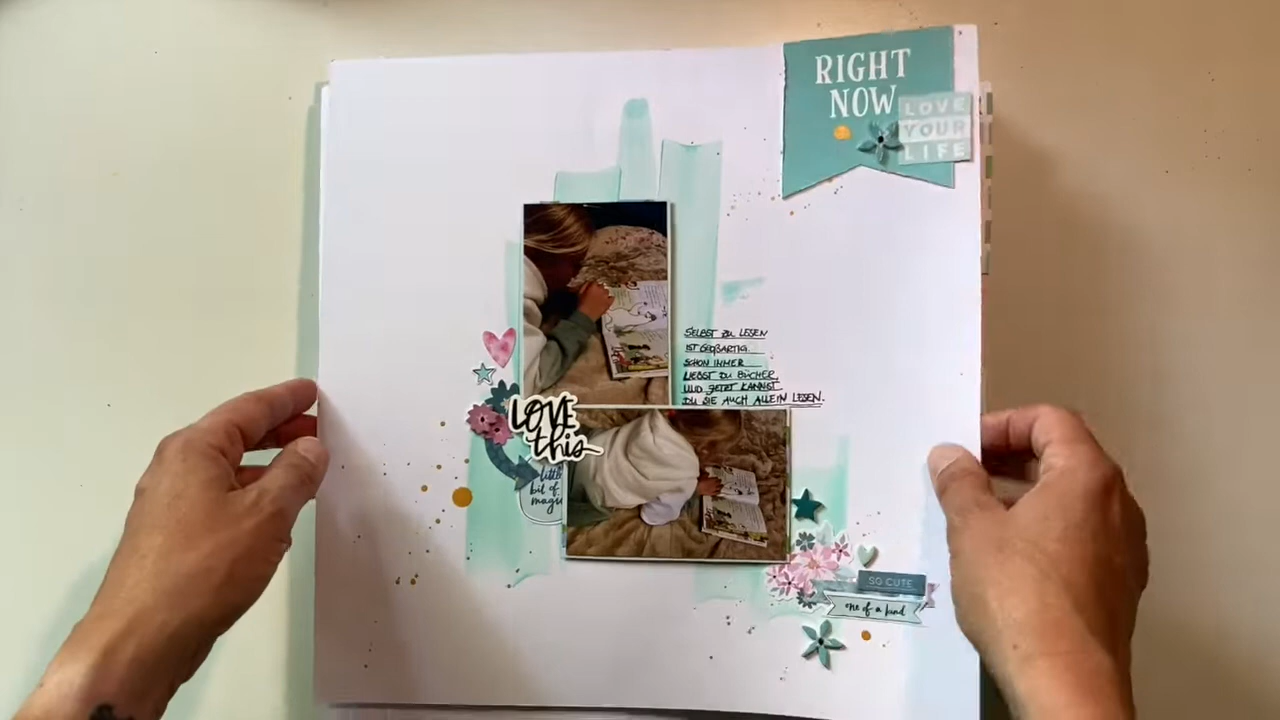 RIGHT
NOW
LOVE
YOUR
LIFE
SELBST ZU LESEN
IST GROßARTIG.
SCHON IMMER
LIEBST DU BÜCHER,
UND JETZT KANNST
DU SIE AUCH ALLEIN LESEN.
LOVE
this
little
bit of
magic
SO CUTE
one of a kind